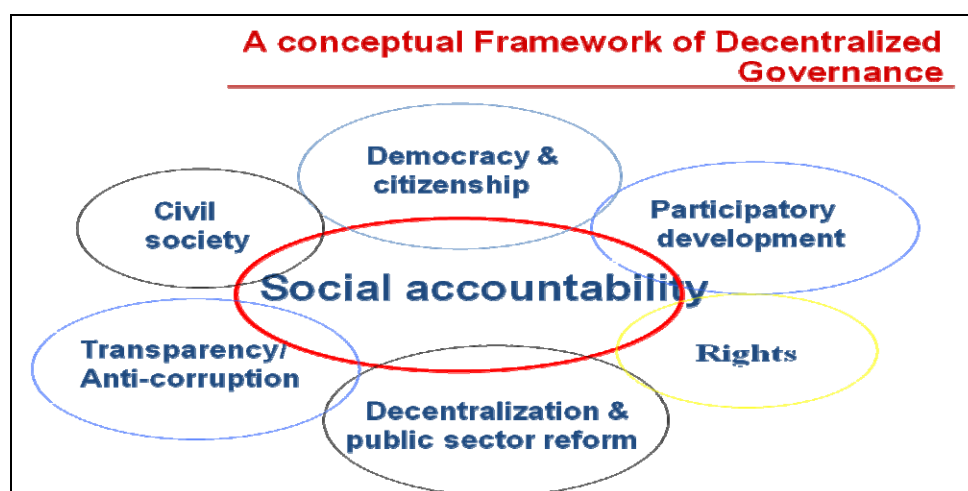 A conceptual Framework of Decentralized
Governance
Democracy &
citizenship
Civil
society
Participatory
development
Social accountability
Transparency/
Anti-corruption
Rights
Decentralization &
public sector reform